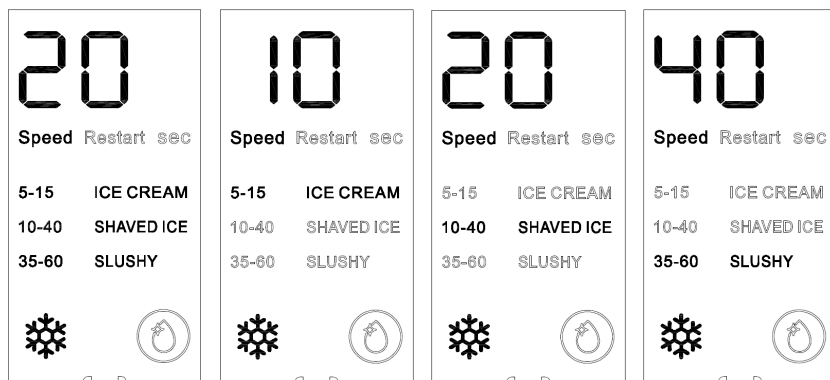 20
Speed Restart sec
5-15 ICE CREAM
10-40 SHAVED ICE
35-60 SLUSHY
10
Speed Restart sec
5-15 ICE CREAM
10-40 SHAVED ICE
35-60 SLUSHY
20
Speed Restart sec
5-15 ICE CREAM
10-40 SHAVED ICE
35-60 SLUSHY
40
Speed Restart sec
5-15 ICE CREAM
10-40 SHAVED ICE
35-60 SLUSHY